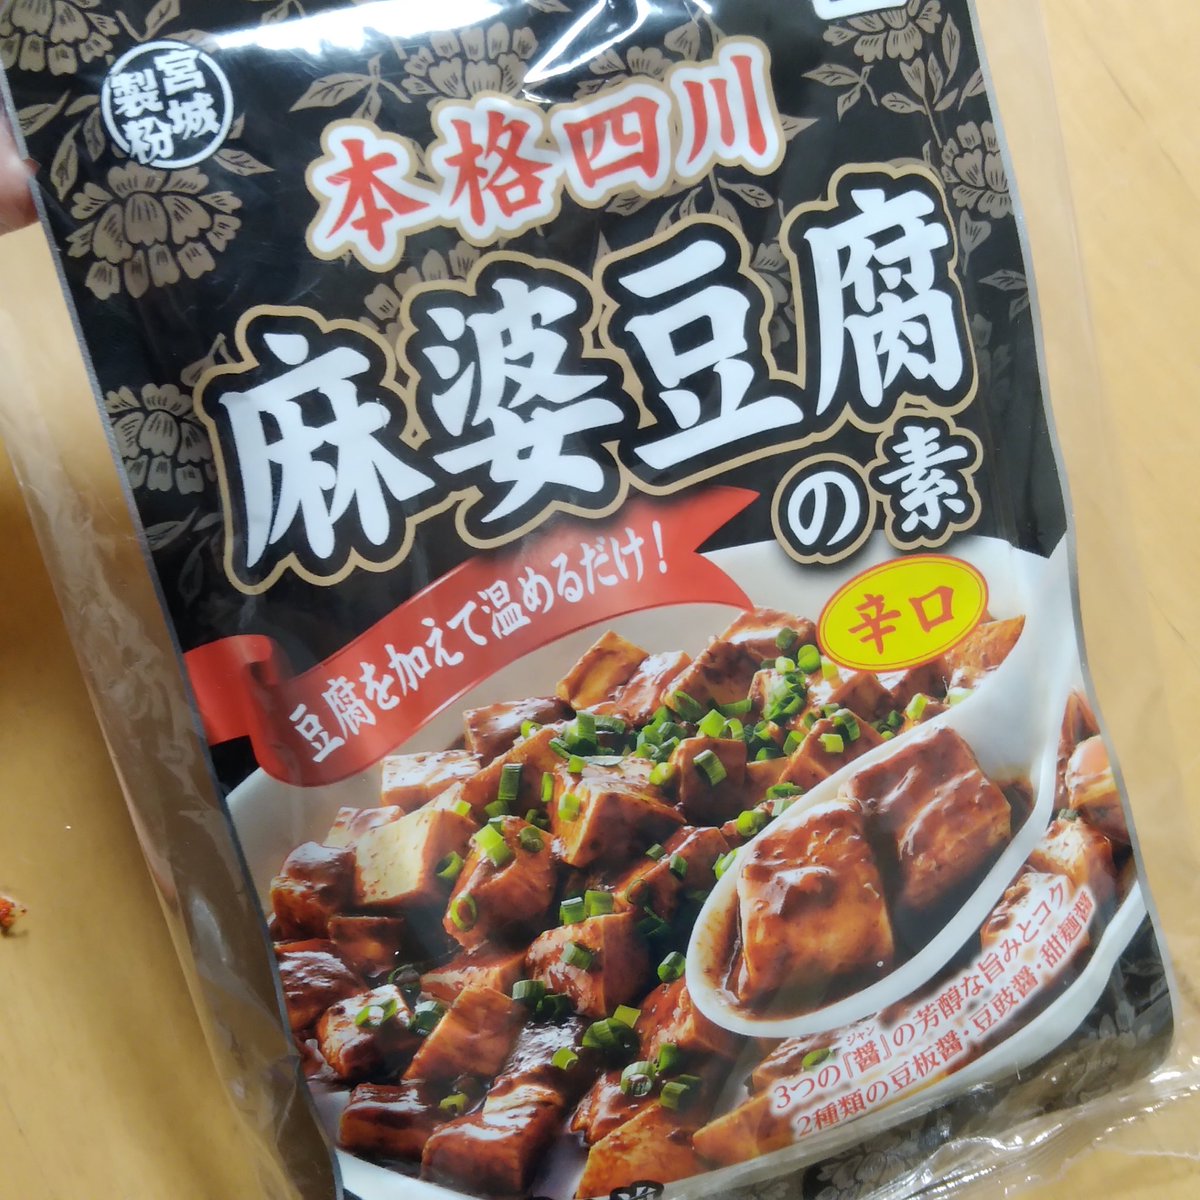 宮城製粉
本格四川
麻婆豆腐の素
豆腐を加えて温めるだけ！
辛口
ジャン
3つの『醤』の芳醇な旨みとコク
2種類の豆板醤・豆豉醤・甜麺醤